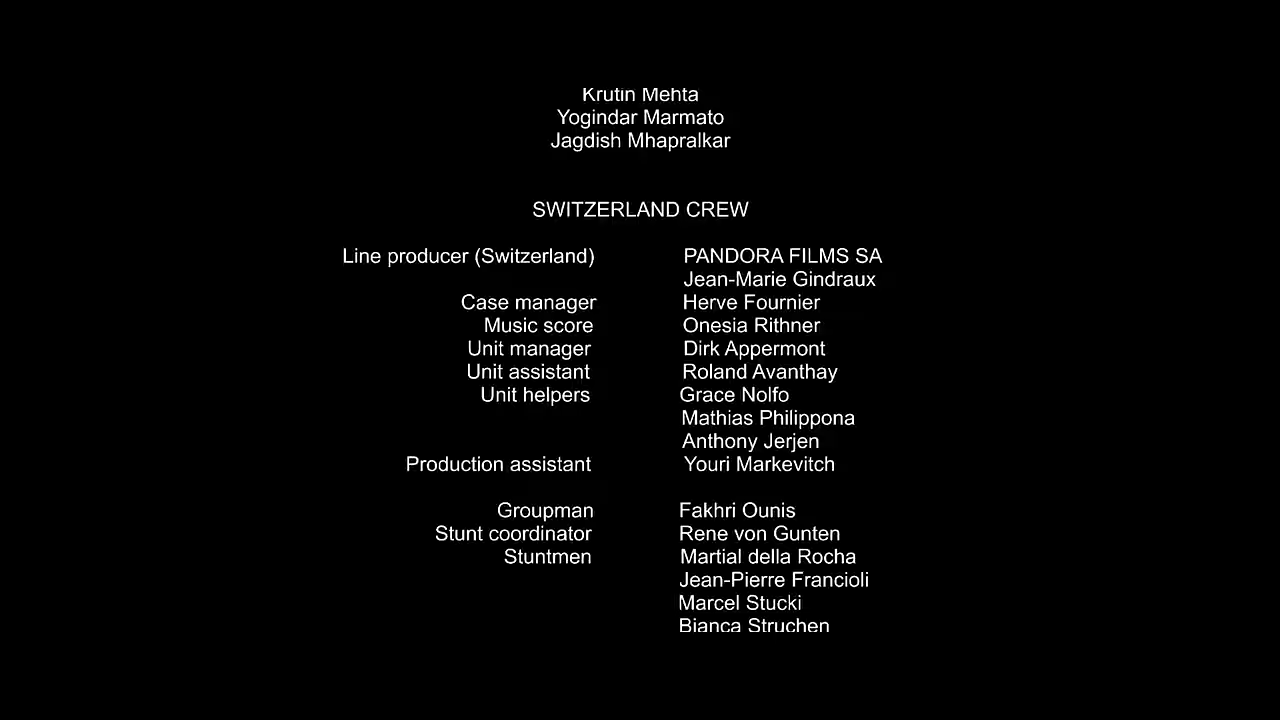 Krutin Mehta
Yogindar Marmato
Jagdish Mhapralkar
SWITZERLAND CREW
Line producer (Switzerland) PANDORA FILMS SA
Jean-Marie Gindraux
Case manager Herve Fournier
Music score Onesia Rithner
Unit manager Dirk Appermont
Unit assistant Roland Avanthay
Unit helpers Grace Nolfo
Mathias Philippona
Anthony Jerjen
Production assistant Youri Markevitch
Groupman Fakhri Ounis
Stunt coordinator Rene von Gunten
Stuntmen Martial della Rocha
Jean-Pierre Francioli
Marcel Stucki
Bianca Struchen